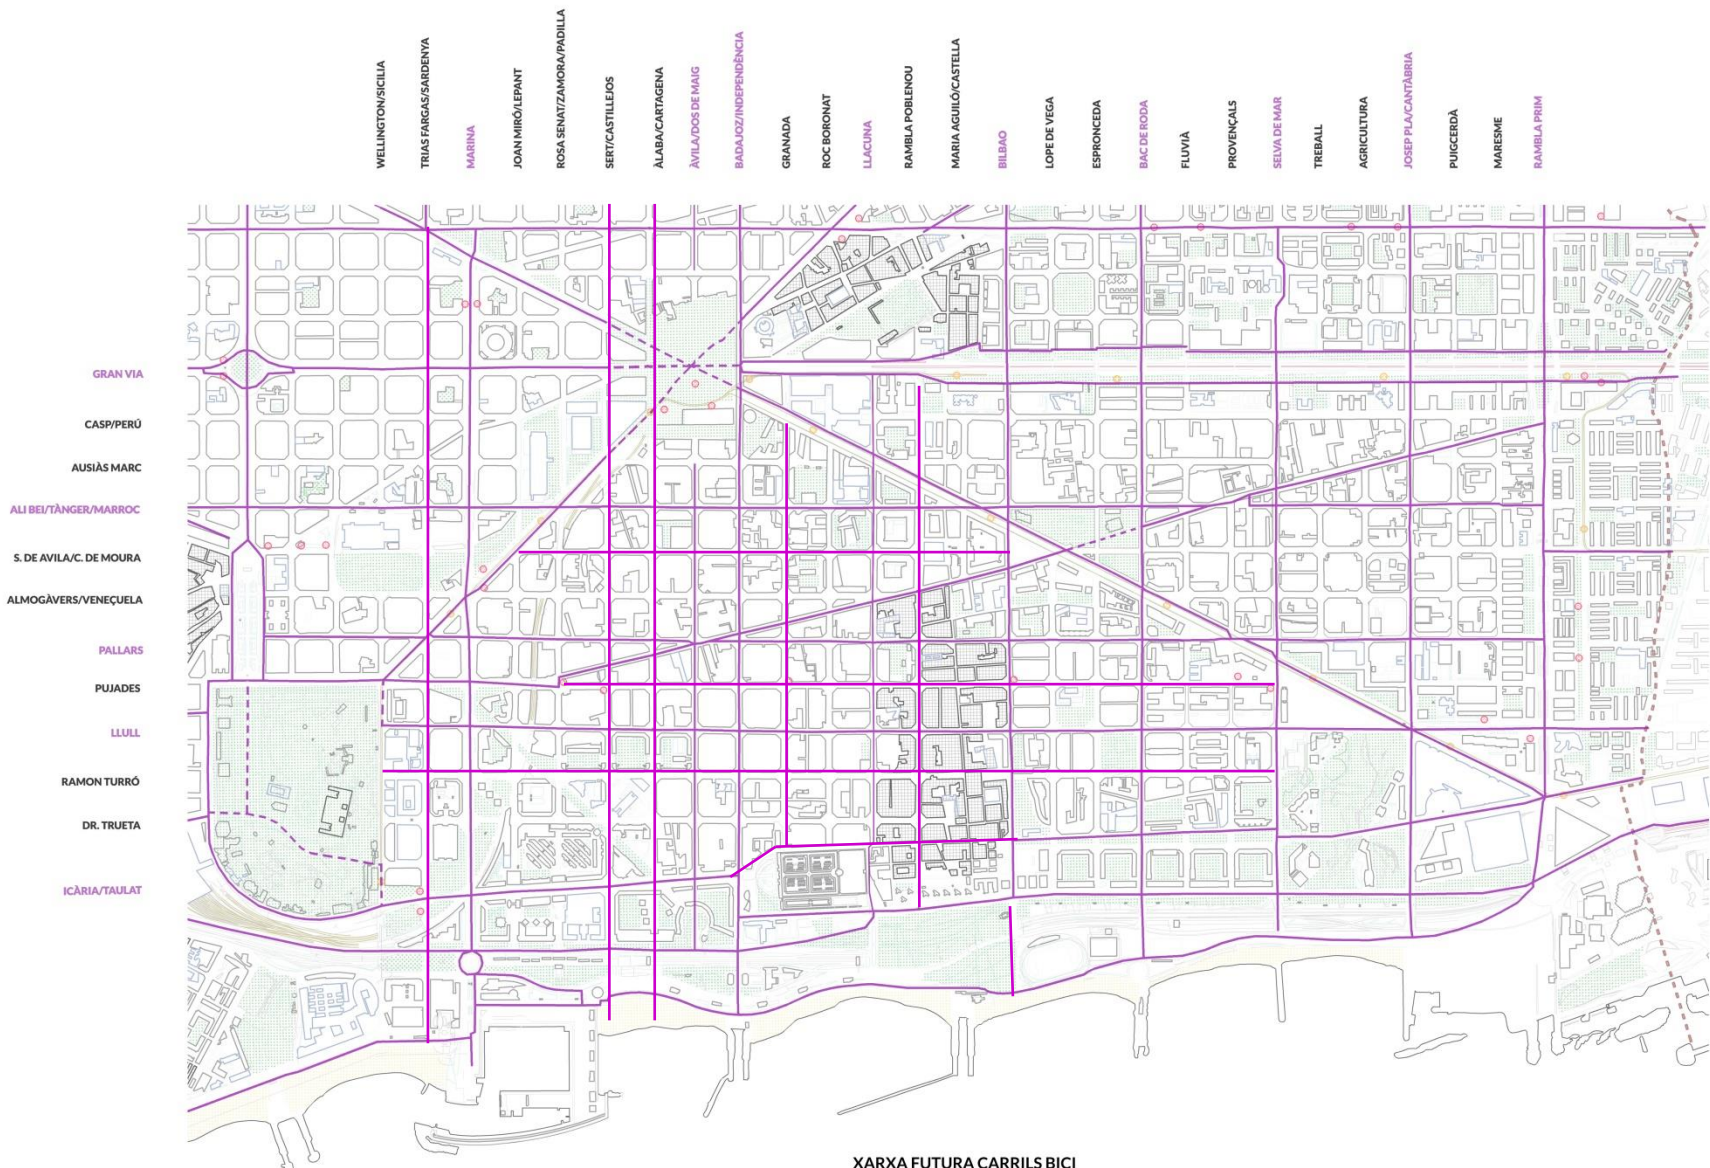 WELLINGTON/SICILIA
TRIAS FARGAS/SARDENYA
MARINA
JOAN MIRÓ/LEPANT
ROSA SENAT/ZAMORA/PADILLA
SERT/CASTILLEJOS
ÀLABA/CARTAGENA
ÀVILA/DOS DE MAIG
BADAJOZ/INDEPENDÈNCIA
GRANADA
ROC BORONAT
LLACUNA
RAMBLA POBLENOU
MARIA AGUILÓ/CASTELLA
BILBAO
LOPE DE VEGA
ESPRONCEDA
BAC DE RODA
FLUVIÀ
PROVENÇALS
SELVA DE MAR
TREBALL
AGRICULTURA
JOSEP PLA/CANTÀBRIA
PUIGCERDÀ
MARESME
RAMBLA PRIM
GRAN VIA
CASP/PERÚ
AUSIÀS MARC
ALI BEI/TÀNGER/MARROC
S. DE AVILA/C. DE MOURA
ALMOGÀVERS/VENEÇUELA
PALLARS
PUJADES
LLULL
RAMON TURRÓ
DR. TRUETA
ICÀRIA/TAULAT
XARXA FUTURA CARRILS BICI